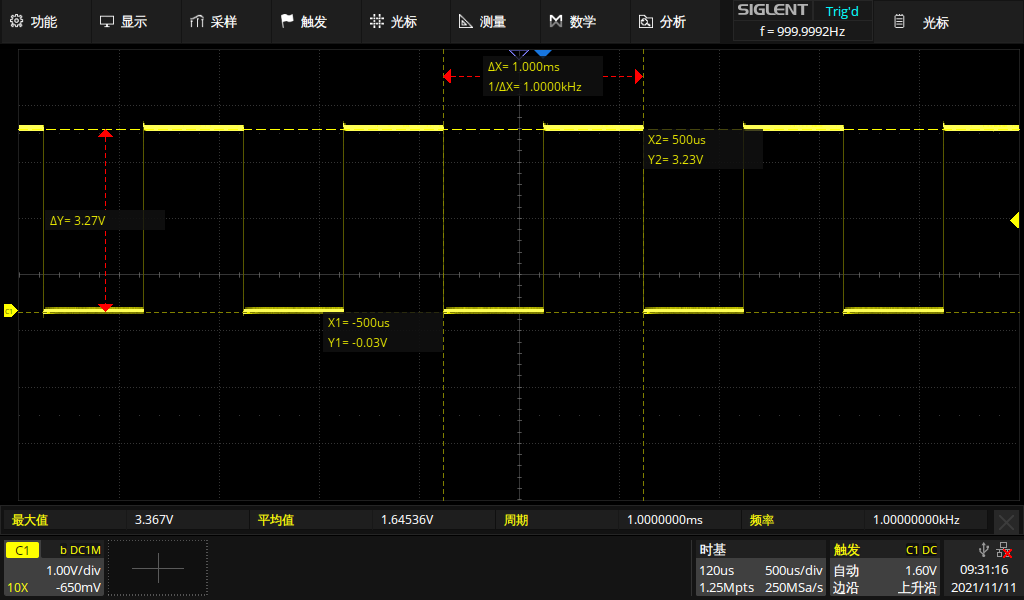 功能 显示 采样 触发 光标 测量 数学 分析 SIGLENT Trig'd 光标
f = 999.9992Hz
ΔX= 1.000ms
1/ΔX= 1.0000kHz
X2= 500us
Y2= 3.23V
ΔY= 3.27V
C1
X1= -500us
Y1= -0.03V
最大值 3.367V 平均值 1.64536V 周期 1.0000000ms 频率 1.00000000kHz
C1 b DC1M 时基 触发 C1 DC
1.00V/div 120us 500us/div 自动 1.60V 09:31:16
10X -650mV 1.25Mpts 250MSa/s 边沿 上升沿 2021/11/11